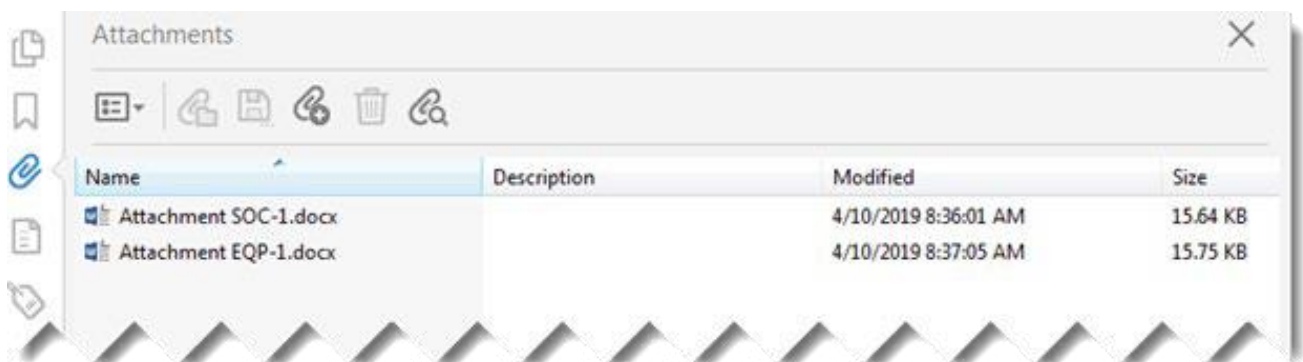 Attachments
Name Description Modified Size
Attachment SOC-1.docx 4/10/2019 8:36:01 AM 15.64 KB
Attachment EQP-1.docx 4/10/2019 8:37:05 AM 15.75 KB